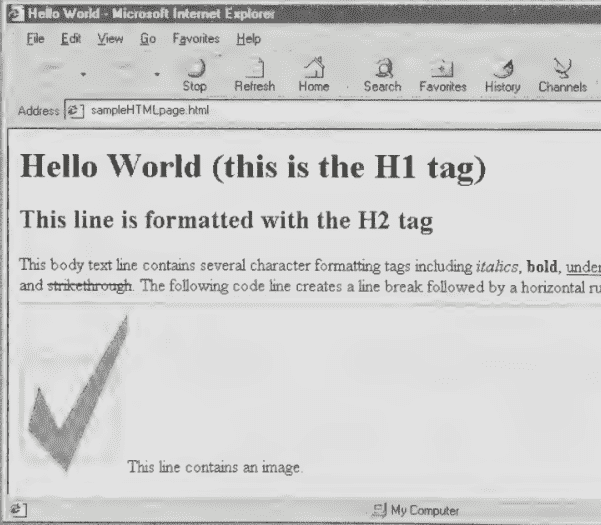 Hello World - Microsoft Internet Explorer
File Edit View Go Favorites Help
Stop Refresh Home Search Favorites History Channels
Address sampleHTMLpage.html
Hello World (this is the H1 tag)
This line is formatted with the H2 tag
This body text line contains several character formatting tags including italics, bold, under
and strikethrough. The following code line creates a line break followed by a horizontal ru
This line contains an image.
My Computer